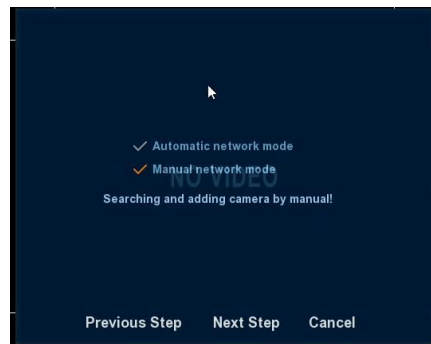 Automatic network mode
Manual network mode
NO VIDEO
Searching and adding camera by manual!
Previous Step Next Step Cancel